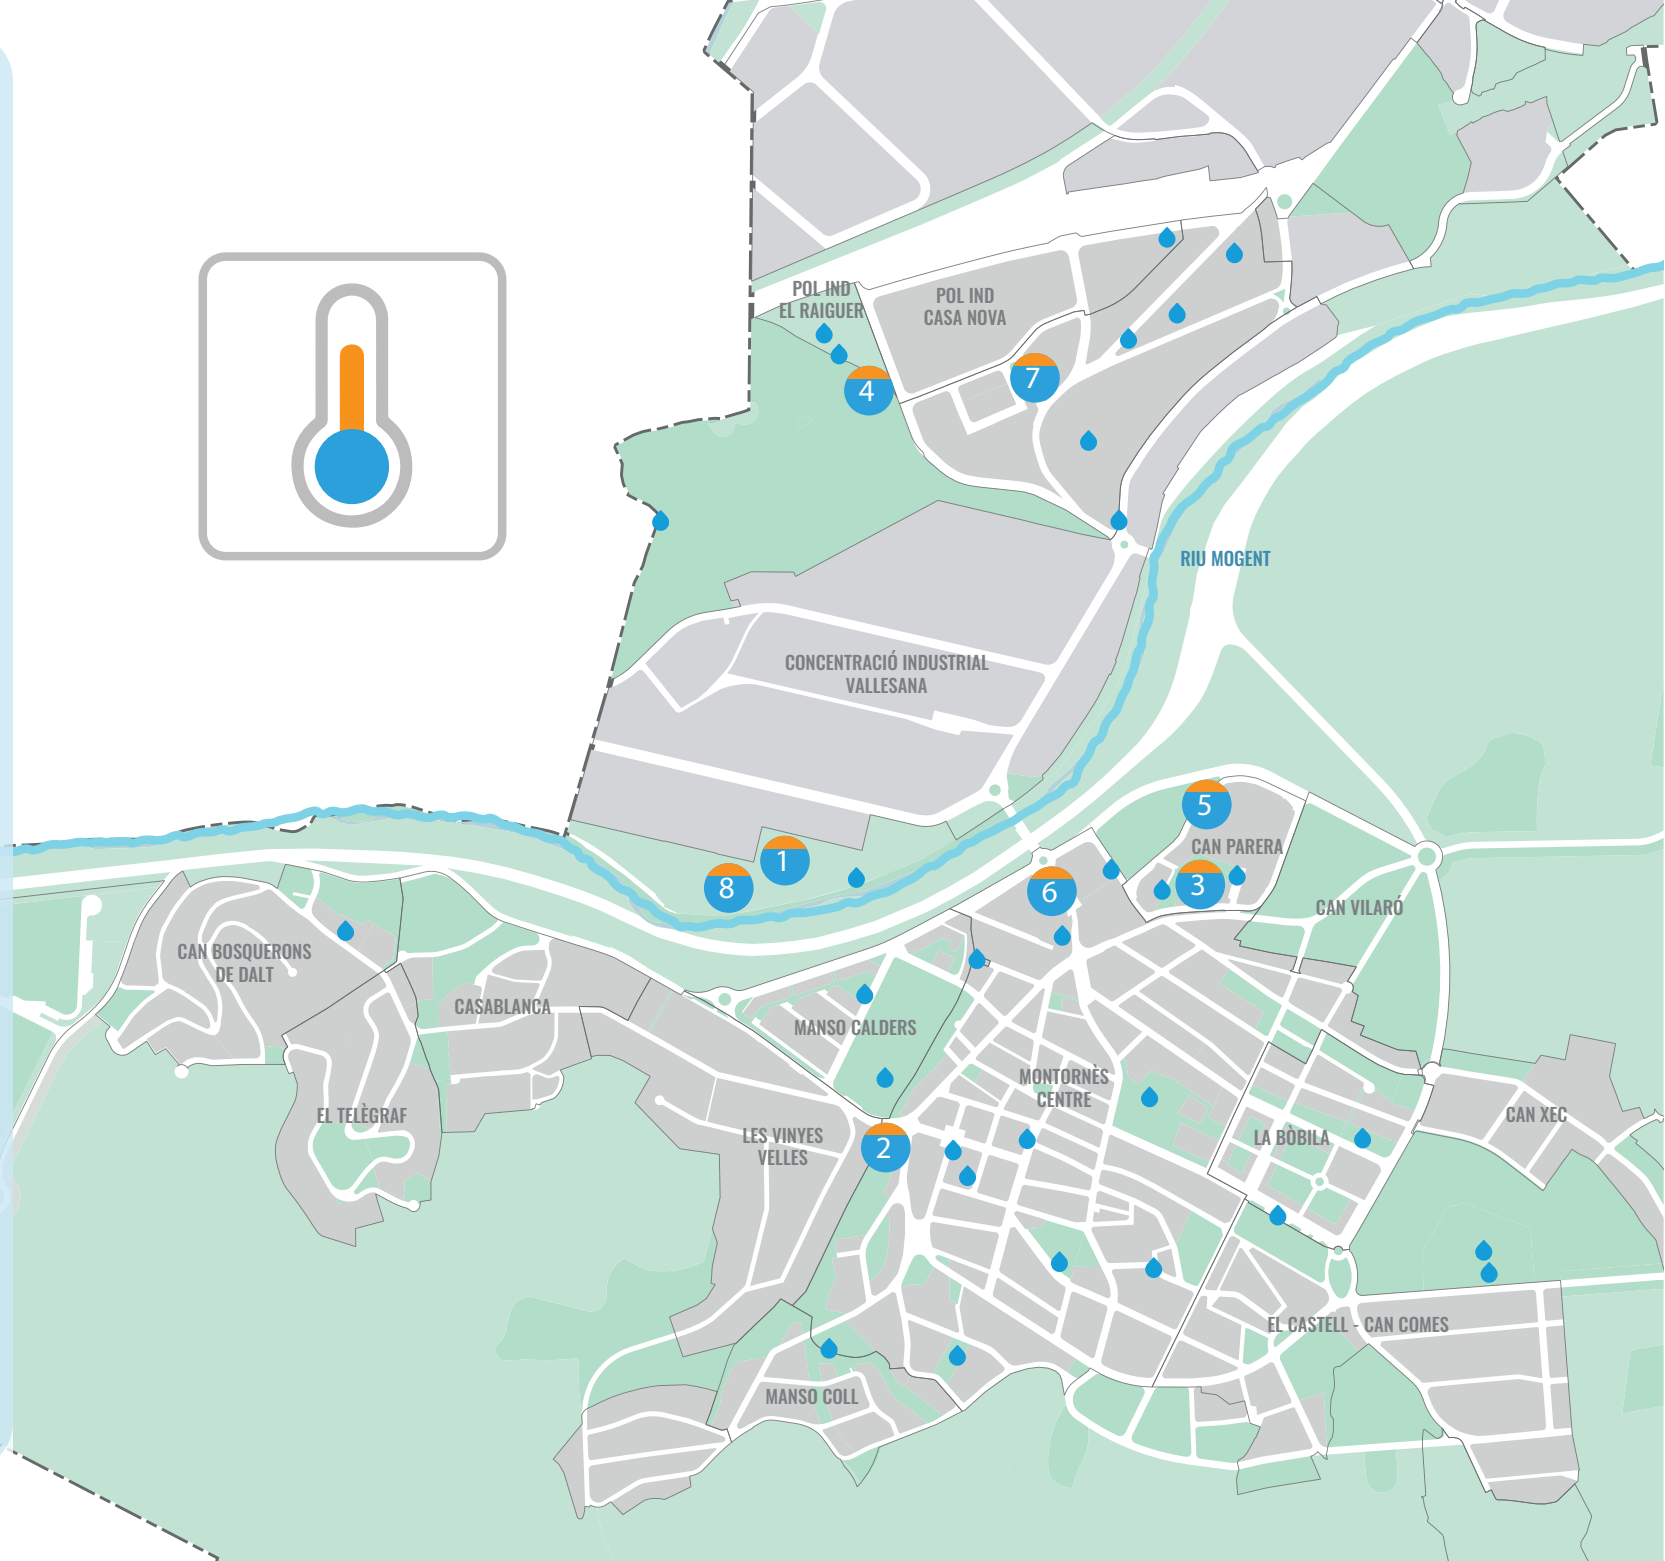 POL IND
EL RAIGUER
POL IND
CASA NOVA
4
7
RIU MOGENT
CONCENTRACIÓ INDUSTRIAL
VALLESANA
5
CAN PARERA
1
8
6
3
CAN VILARÓ
CAN BOSQUERONS
DE DALT
CASABLANCA
MANSO CALDERS
MONTORNÈS
CENTRE
EL TELÈGRAF
CAN XEC
LES VINYES
VELLES
2
LA BÒBILA
EL CASTELL - CAN COMES
MANSO COLL